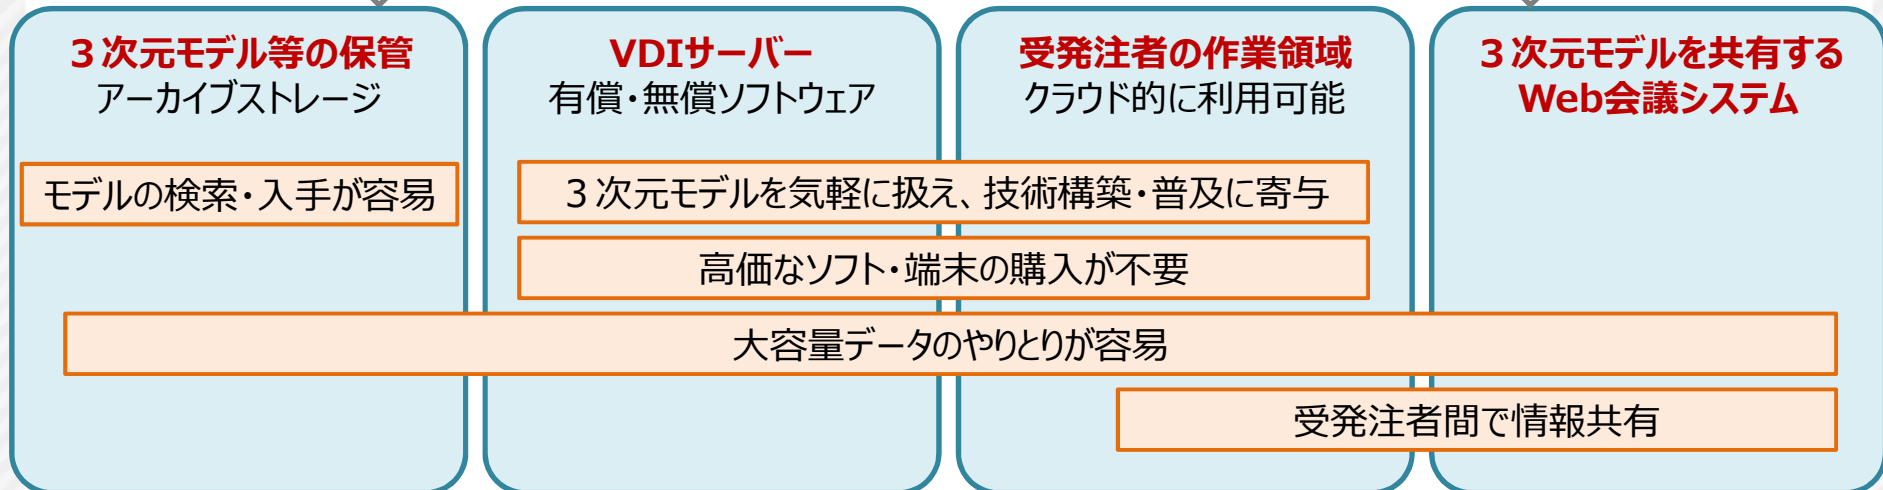 ３次元モデル等の保管
アーカイブストレージ
VDIサーバー
有償・無償ソフトウェア
受発注者の作業領域
クラウド的に利用可能
３次元モデルを共有する
Web会議システム
モデルの検索・入手が容易
３次元モデルを気軽に扱え、技術構築・普及に寄与
高価なソフト・端末の購入が不要
大容量データのやりとりが容易
受発注者間で情報共有